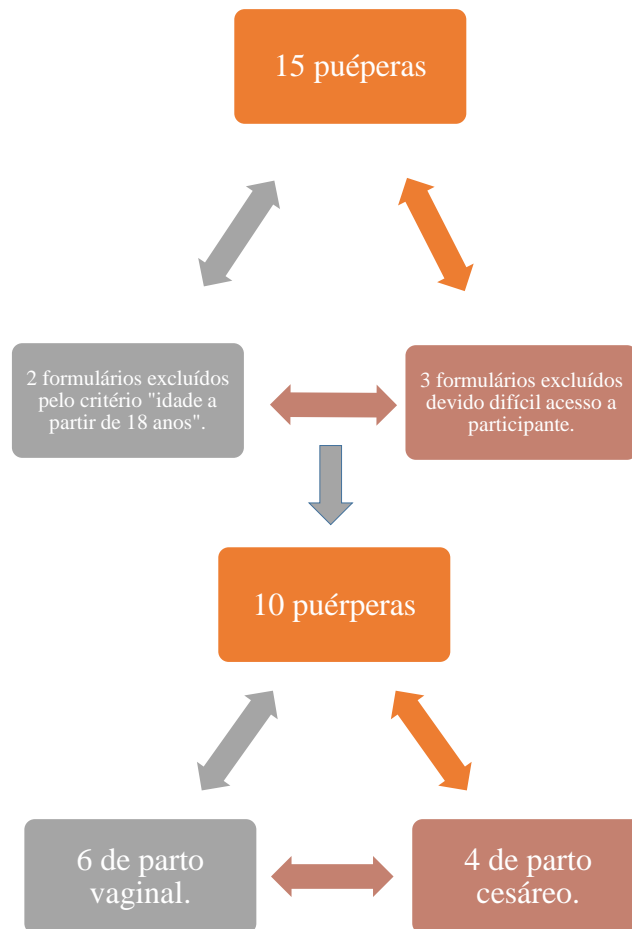 15 puéperas
2 formulários excluídos
pelo critério "idade a
partir de 18 anos".
3 formulários excluídos
devido difícil acesso a
participante.
10 puérperas
6 de parto
vaginal.
4 de parto
cesáreo.